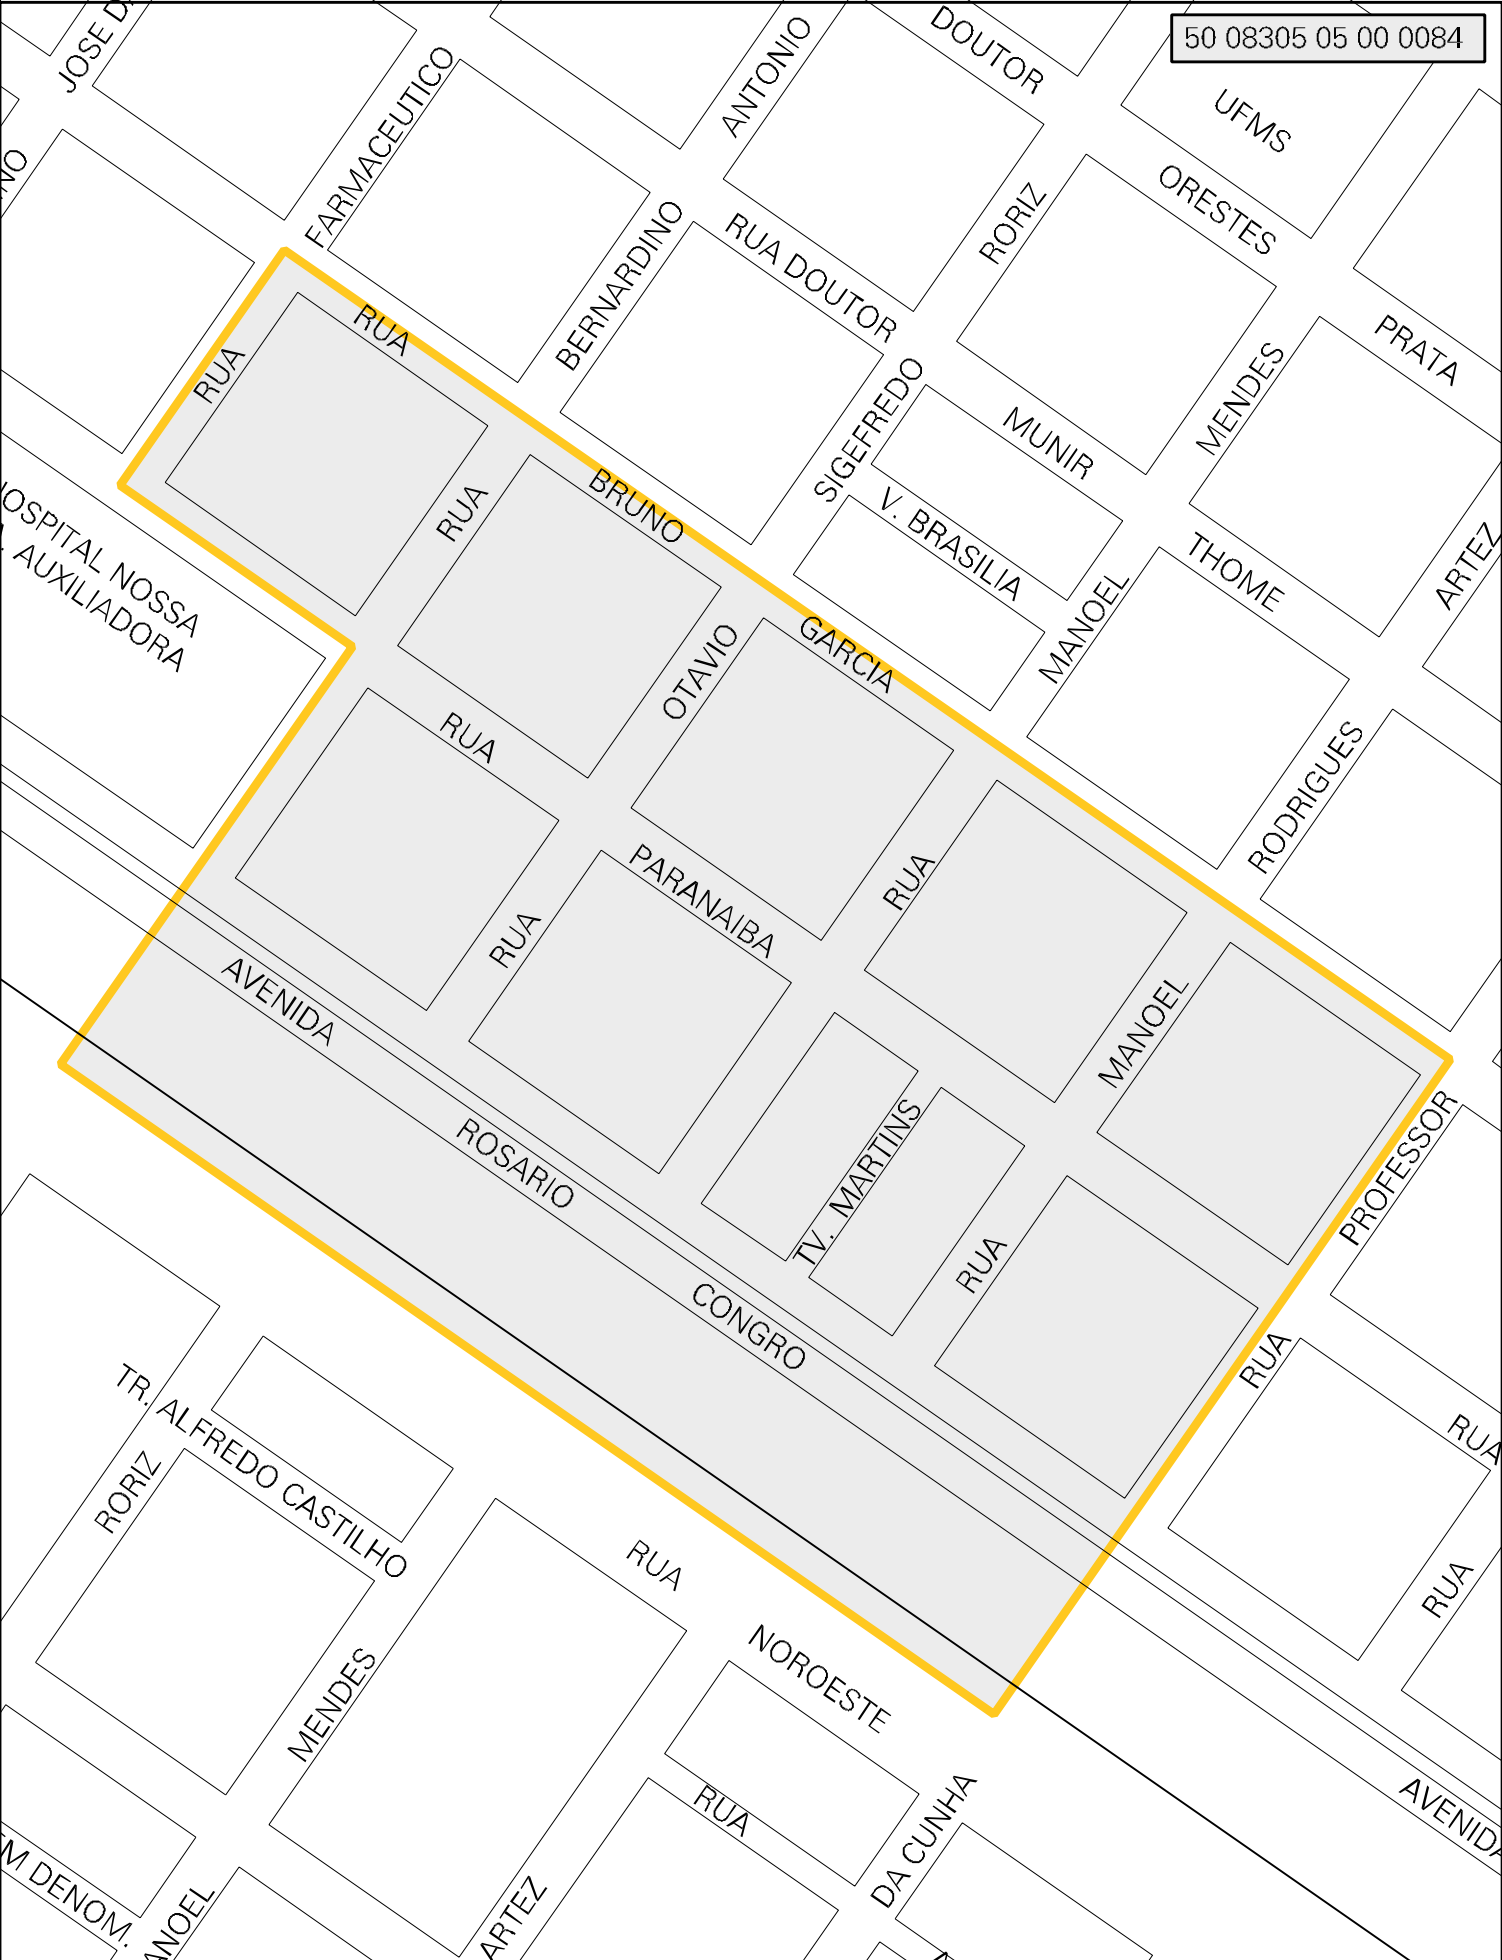 50 08305 05 00 0084
DOUTOR
ANTONIO
UFMS
FARMACEUTICO
ORESTES
RORIZ
BERNARDINO
RUA DOUTOR
RUA
RUA
PRATA
MENDES
SIGEFREDO
MUNIR
BRUNO
RUA
V. BRASILIA
THOME
ARTEZ
OSPITAL NOSSA
AUXILIADORA
MANOEL
GARCIA
OTAVIO
RUA
RODRIGUES
PARANAIBA
RUA
RUA
AVENIDA
MANOEL
ROSARIO
TV. MARTINS
PROFESSOR
RUA
CONGRO
RUA
TR. ALFREDO CASTILHO
RORIZ
RUA
RUA
RUA
NOROESTE
MENDES
RUA
DA CUNHA
AVENIDA
M DENOM.
ANOEL
ARTEZ
JOSE
NO